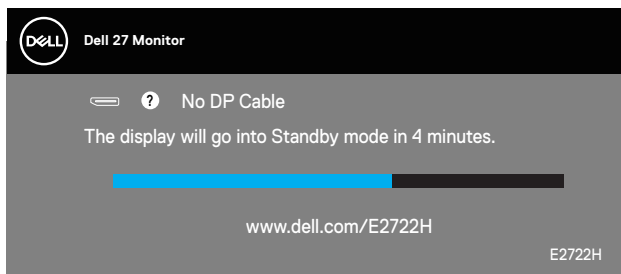 DELL
Dell 27 Monitor
? No DP Cable
The display will go into Standby mode in 4 minutes.
www.dell.com/E2722H
E2722H